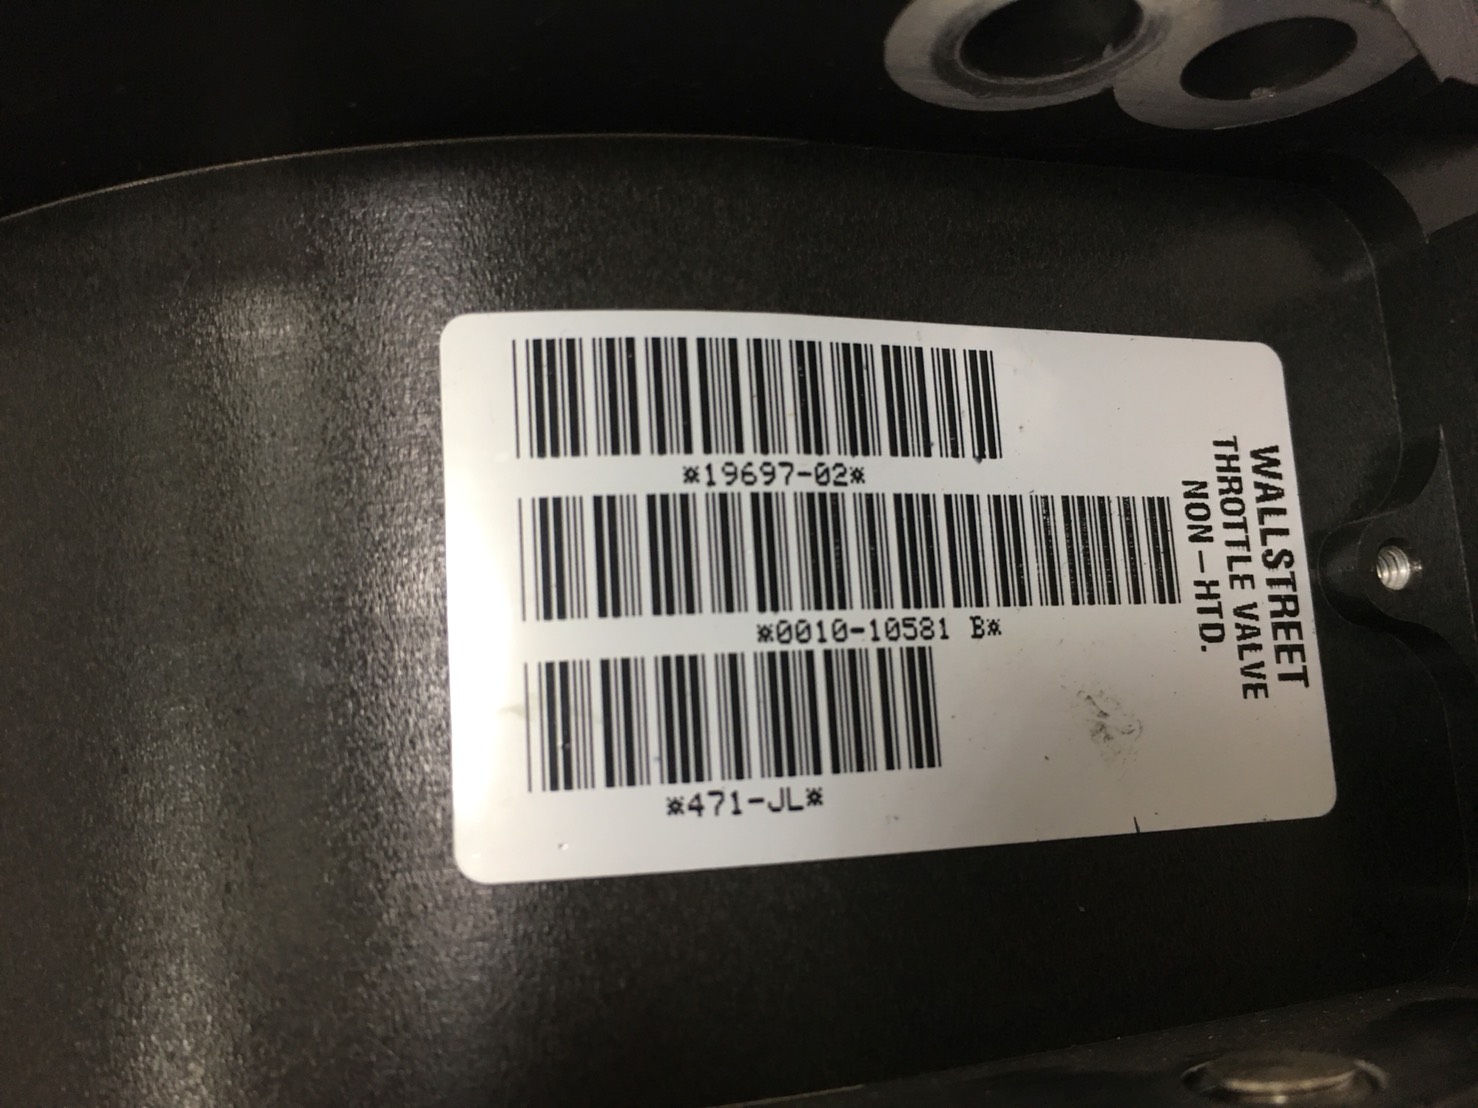 *19697-02*
*0010-10581 B*
*471-JL*
WALLSTREET
THROTTLE VALVE
NON-HTD.